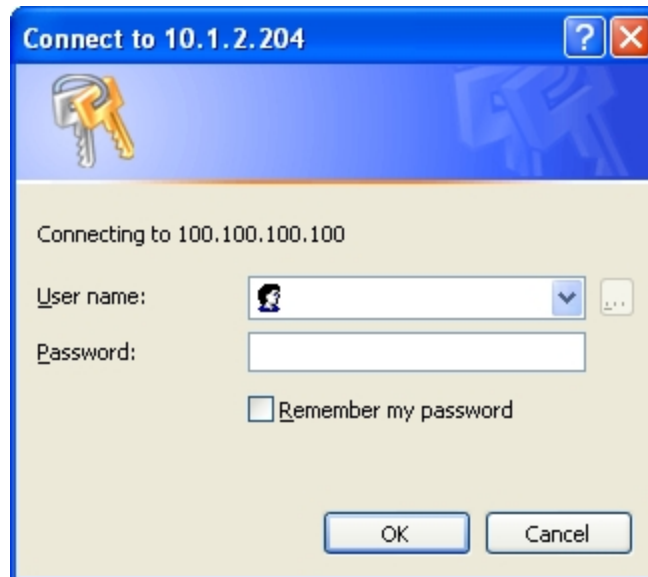 Connect to 10.1.2.204
Connecting to 100.100.100.100
User name:
...
Password:
Remember my password
OK Cancel